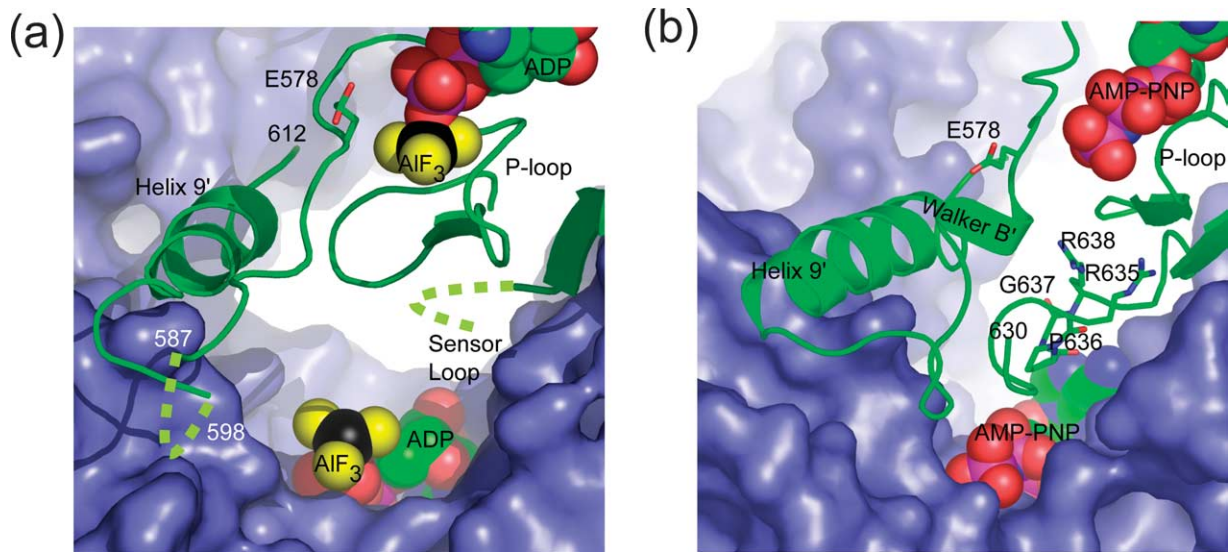 (a)
E578
ADP
612
AlF3
P-loop
Helix 9'
587
Sensor
Loop
598
ADP
AlF3
(b)
AMP-PNP
E578
P-loop
Walker B'
R638
Helix 9'
R635
G637
630
P636
AMP-PNP